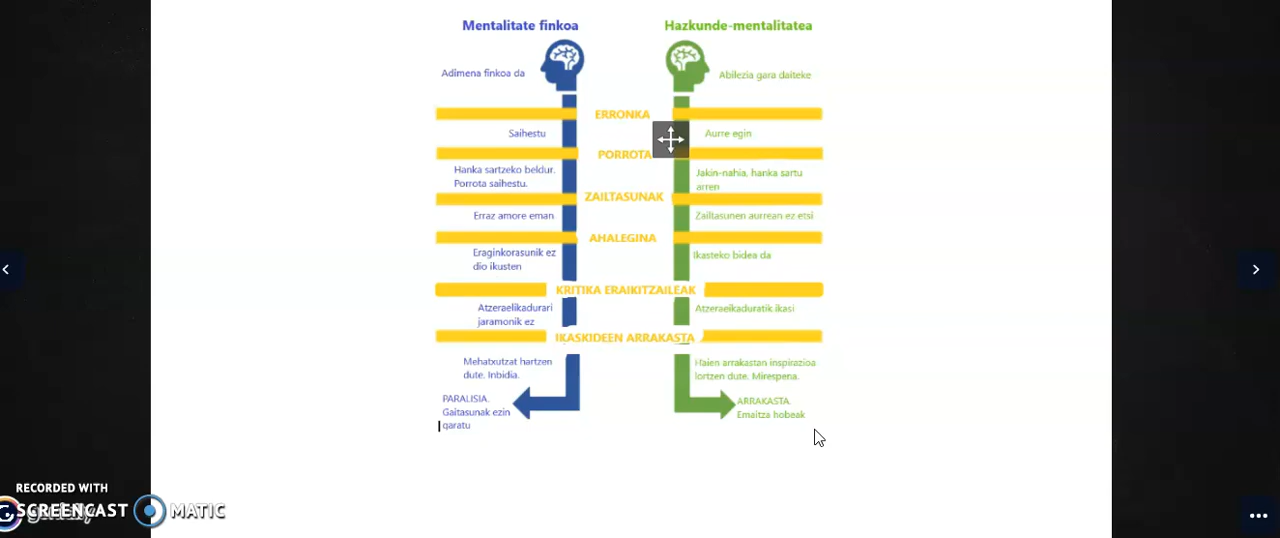 Mentalitate finkoa
Hazkunde-mentalitatea
Adimena finkoa da
Abilezia gara daiteke
ERRONKA
Saihestu
Aurre egin
PORROTA
Hanka sartzeko beldur.
Porrota saihestu.
Jakin-nahia, hanka sartu
arren
ZAILTASUNAK
Erraz amore eman
Zailtasunen aurrean ez etsi
AHALEGINA
Eraginkorasunik ez
dio ikusten
Ikasteko bidea da
KRITIKA ERAIKITZAILEAK
Atzeraelikadurari
jaramonik ez
Atzeraeikaduratik ikasi
IKASKIDEEN ARRAKASTA
Mehatxutzat hartzen
dute. Inbidia.
Haien arrakastan inspirazioa
lortzen dute. Mirespena.
PARALISIA.
Gaitasunak ezin
garatu
ARRAKASTA.
Emaitza hobeak
RECORDED WITH
SCREENCAST MATIC
genially